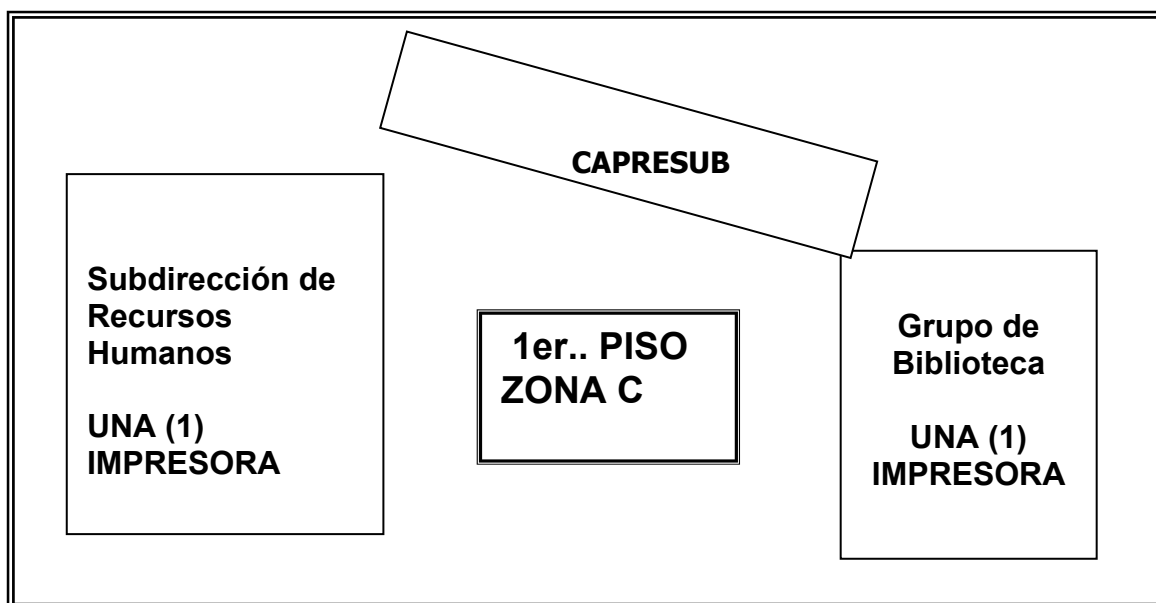 CAPRESUB
Subdirección de
Recursos
Humanos
UNA (1)
IMPRESORA
1er.. PISO
ZONA C
Grupo de
Biblioteca
UNA (1)
IMPRESORA